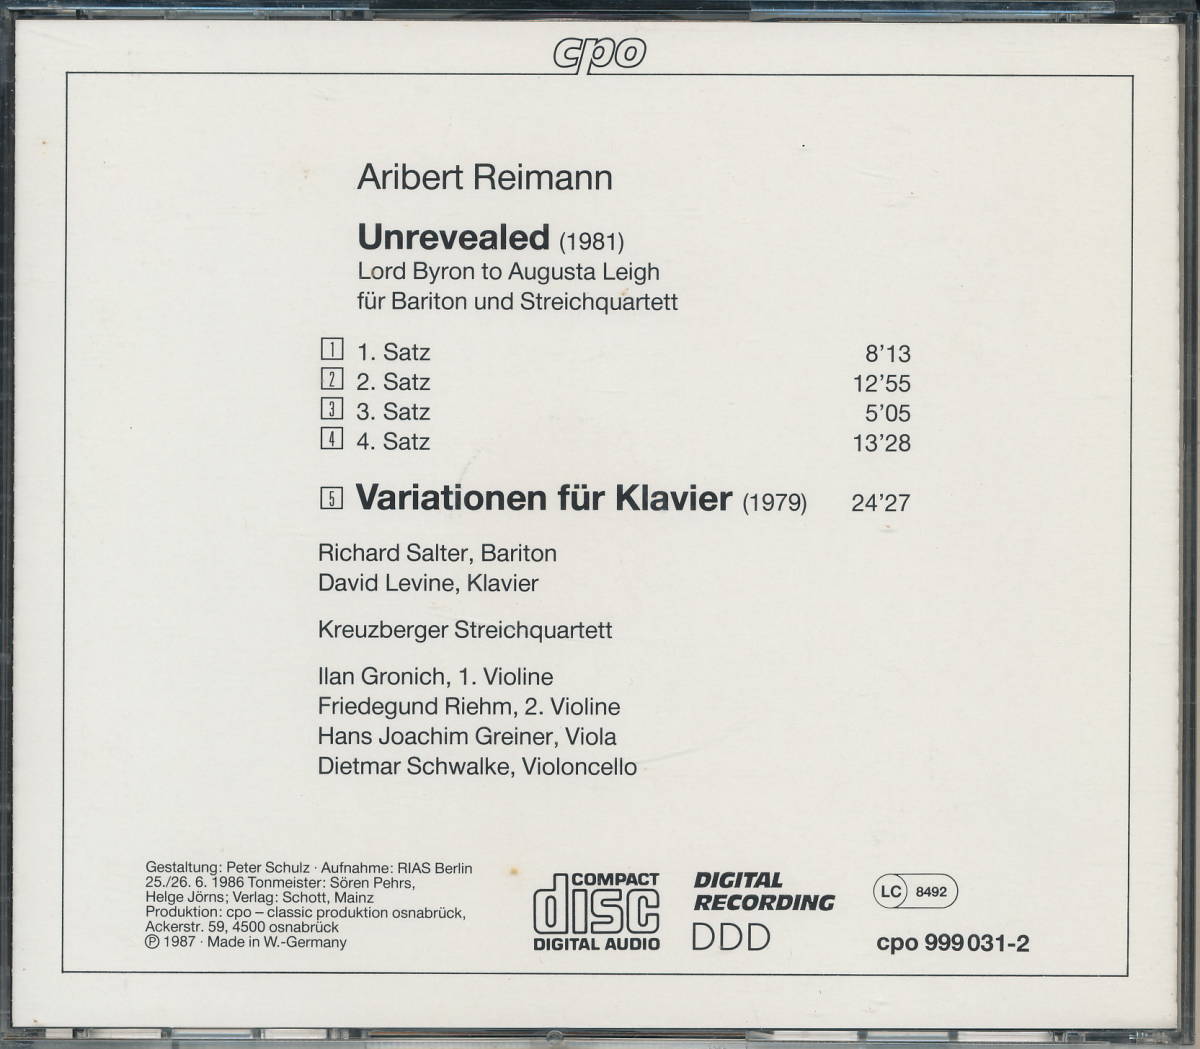 cpo
Aribert Reimann
Unrevealed (1981)
Lord Byron to Augusta Leigh
für Bariton und Streichquartett
1 1. Satz 8’13
2 2. Satz 12’55
3 3. Satz 5’05
4 4. Satz 13’28
5 Variationen für Klavier (1979) 24’27
Richard Salter, Bariton
David Levine, Klavier
Kreuzberger Streichquartett
Ilan Gronich, 1. Violine
Friedegund Riehm, 2. Violine
Hans Joachim Greiner, Viola
Dietmar Schwalke, Violoncello
Gestaltung: Peter Schulz · Aufnahme: RIAS Berlin
25./26. 6. 1986 Tonmeister: Sören Pehrs,
Helge Jörns; Verlag: Schott, Mainz
Produktion: cpo – classic produktion osnabrück,
Ackerstr. 59, 4500 osnabrück
℗ 1987 · Made in W.-Germany
COMPACT
disc
DIGITAL AUDIO
DIGITAL
RECORDING
DDD
LC 8492
cpo 999 031-2